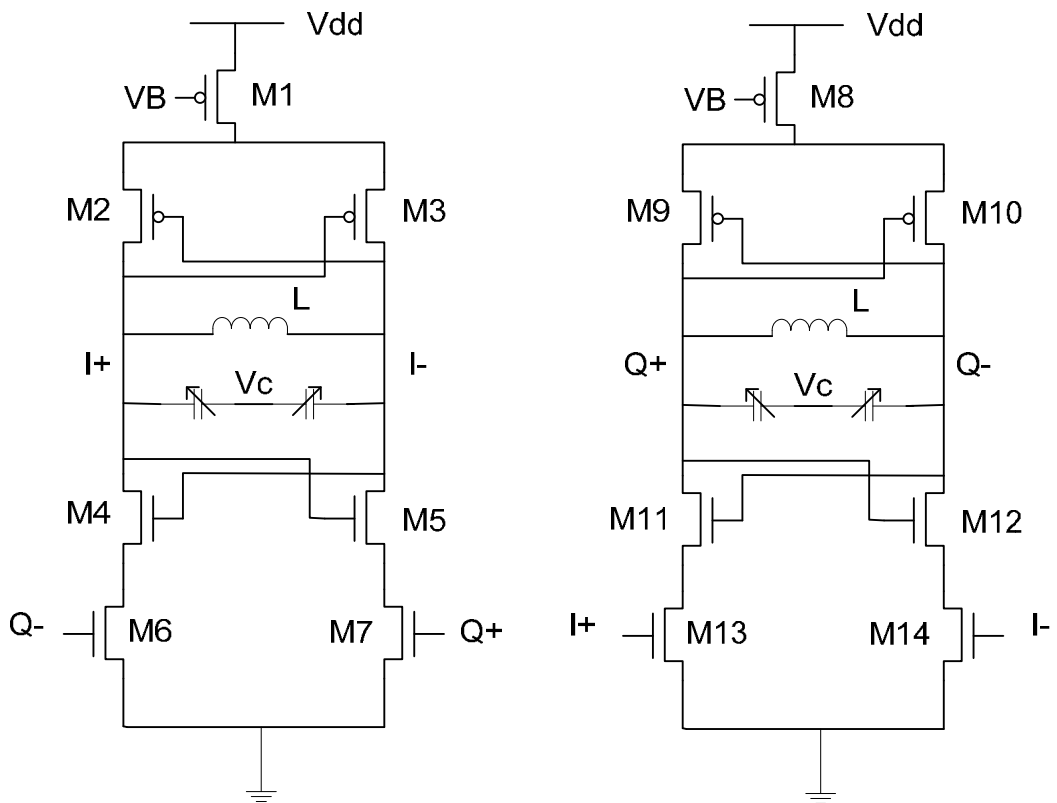 Vdd
VB
M1
M2
M3
L
I+
I-
Vc
M4
M5
Q-
M6
M7
Q+
Vdd
VB
M8
M9
M10
L
Q+
Q-
Vc
M11
M12
I+
M13
M14
I-